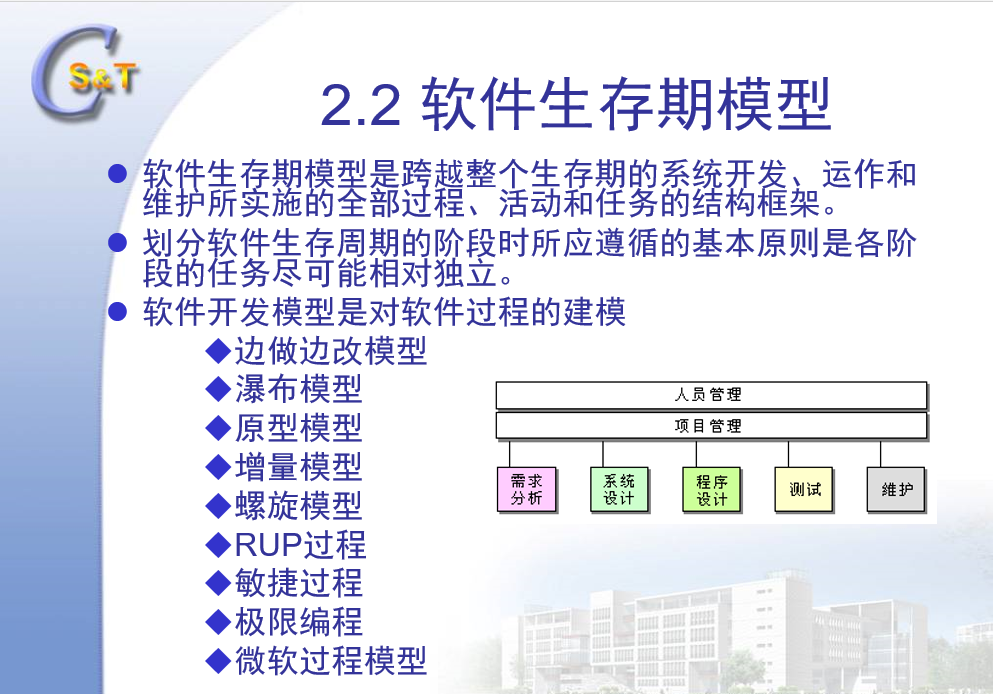 C S&T
2.2 软件生存期模型
软件生存期模型是跨越整个生存期的系统开发、运作和
维护所实施的全部过程、活动和任务的结构框架。
划分软件生存周期的阶段时所应遵循的基本原则是各阶
段的任务尽可能相对独立。
软件开发模型是对软件过程的建模
边做边改模型
瀑布模型
原型模型
增量模型
螺旋模型
RUP过程
敏捷过程
极限编程
微软过程模型
人员管理
项目管理
需求
分析
系统
设计
程序
设计
测试
维护